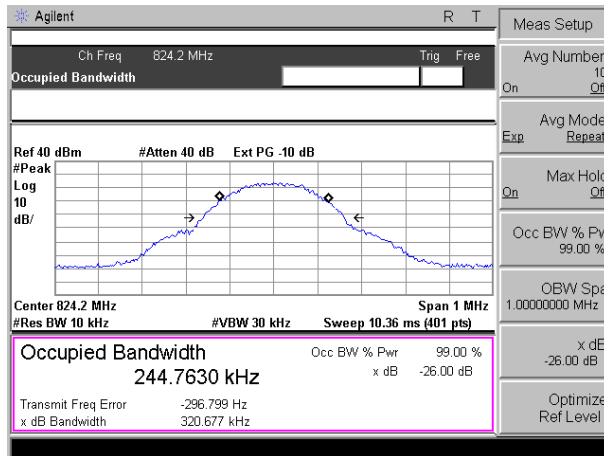 Agilent R T
Ch Freq 824.2 MHz Trig Free
Occupied Bandwidth
Ref 40 dBm #Atten 40 dB Ext PG -10 dB
#Peak
Log
10
dB/
Center 824.2 MHz Span 1 MHz
#Res BW 10 kHz #VBW 30 kHz Sweep 10.36 ms (401 pts)
Occupied Bandwidth Occ BW % Pwr 99.00 %
244.7630 kHz x dB -26.00 dB
Transmit Freq Error -296.799 Hz
x dB Bandwidth 320.677 kHz
Meas Setup
Avg Number
10
On Off
Avg Mode
Exp Repeat
Max Hold
On Off
Occ BW % Pw
99.00 %
OBW Spa
1.00000000 MHz
x dB
-26.00 dB
Optimize
Ref Level